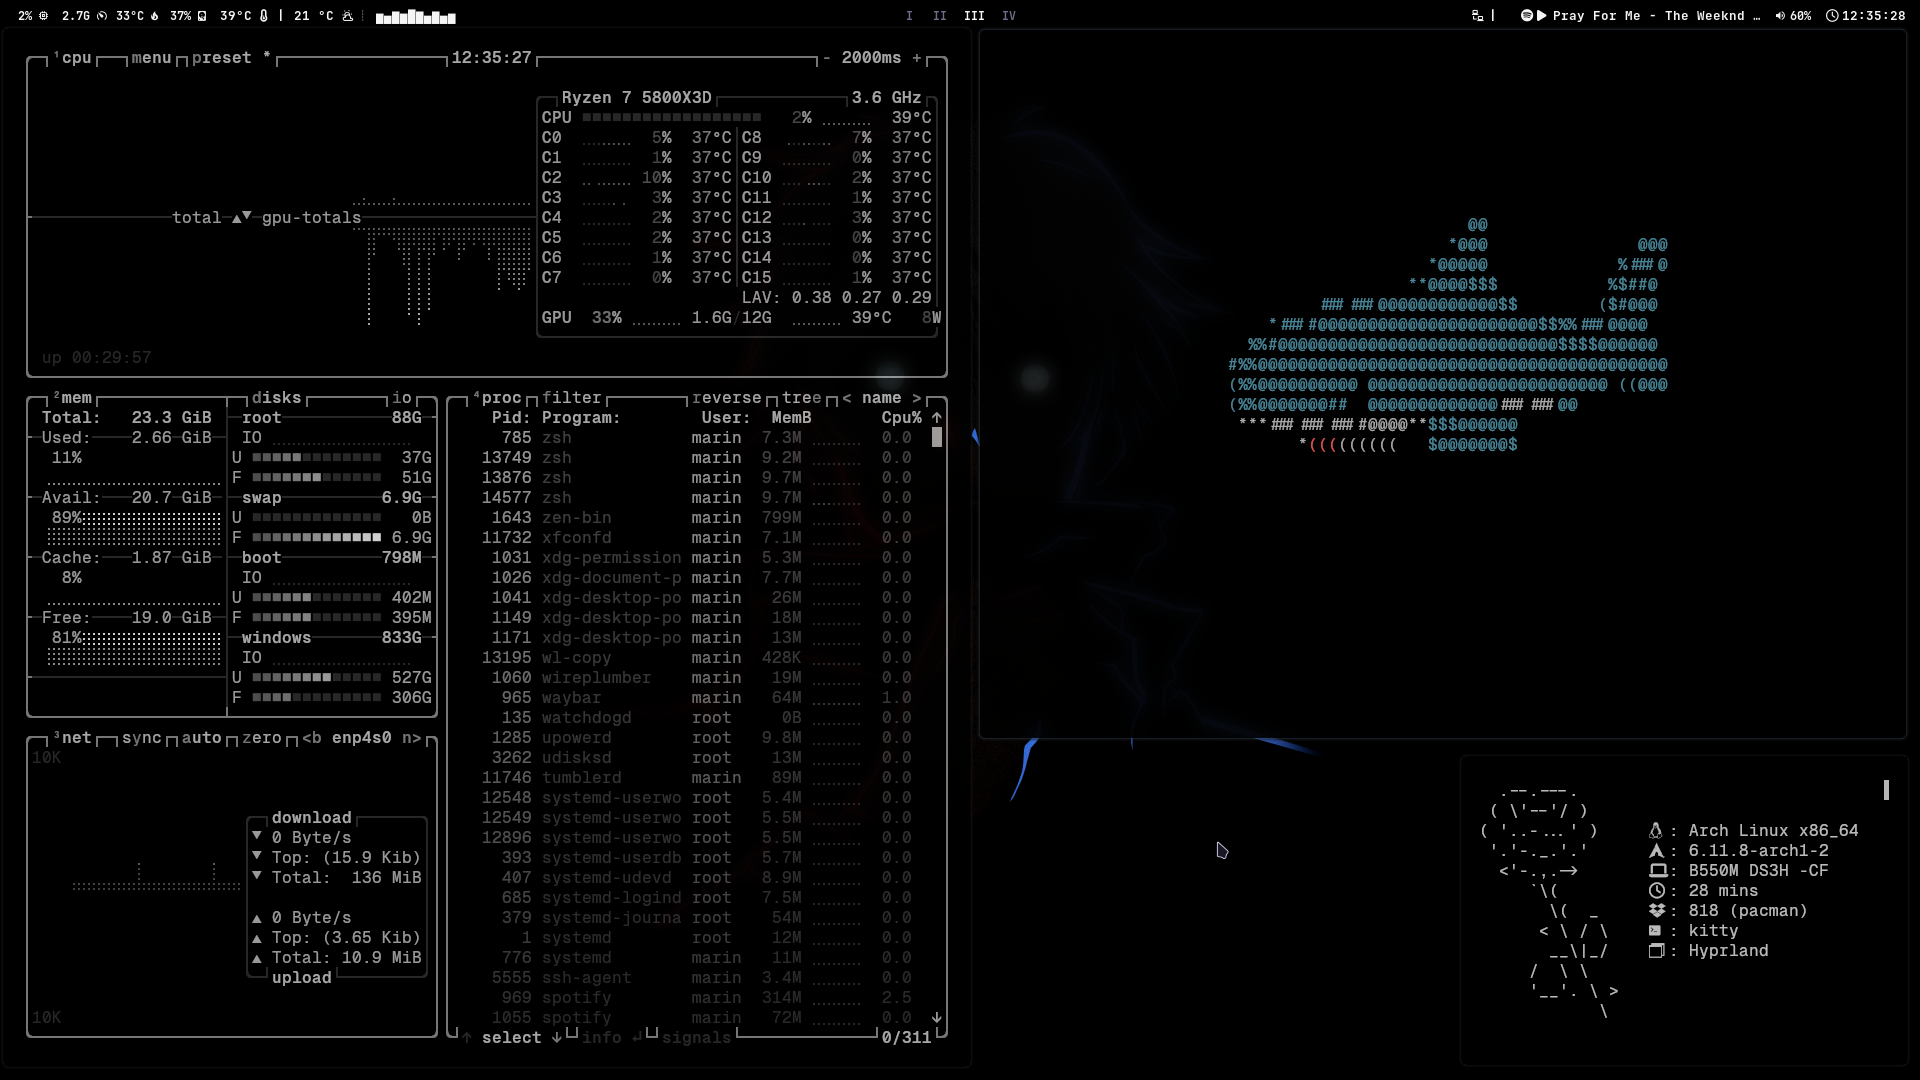 2% 2.7G 33°C 37% 39°C | 21 °C
I II III IV
| Pray For Me - The Weeknd … 60% 12:35:28
¹cpu menu preset * 12:35:27 - 2000ms +
Ryzen 7 5800X3D 3.6 GHz
CPU 2% 39°C
C0 5% 37°C C8 7% 37°C
C1 1% 37°C C9 0% 37°C
C2 10% 37°C C10 2% 37°C
C3 3% 37°C C11 1% 37°C
C4 2% 37°C C12 3% 37°C
C5 2% 37°C C13 0% 37°C
C6 1% 37°C C14 0% 37°C
C7 0% 37°C C15 1% 37°C
LAV: 0.38 0.27 0.29
GPU 33% 1.6G/12G 39°C 8W
total ▲▼ gpu-totals
up 00:29:57
²mem disks io
Total: 23.3 GiB
Used: 2.66 GiB
11%
Avail: 20.7 GiB
89%
Cache: 1.87 GiB
8%
Free: 19.0 GiB
81%
root 88G
IO
U 37G
F 51G
swap 6.9G
U 0B
F 6.9G
boot 798M
IO
U 402M
F 395M
windows 833G
IO
U 527G
F 306G
³net sync auto zero <b enp4s0 n>
10K
download
▼ 0 Byte/s
▼ Top: (15.9 Kib)
▼ Total: 136 MiB
▲ 0 Byte/s
▲ Top: (3.65 Kib)
▲ Total: 10.9 MiB
upload
10K
⁴proc filter reverse tree < name >
Pid: Program: User: MemB Cpu% ↑
785 zsh marin 7.3M 0.0
13749 zsh marin 9.2M 0.0
13876 zsh marin 9.7M 0.0
14577 zsh marin 9.7M 0.0
1643 zen-bin marin 799M 0.0
11732 xfconfd marin 7.1M 0.0
1031 xdg-permission marin 5.3M 0.0
1026 xdg-document-p marin 7.7M 0.0
1041 xdg-desktop-po marin 26M 0.0
1149 xdg-desktop-po marin 18M 0.0
1171 xdg-desktop-po marin 13M 0.0
13195 wl-copy marin 428K 0.0
1060 wireplumber marin 19M 0.0
965 waybar marin 64M 1.0
135 watchdogd root 0B 0.0
1285 upowerd root 9.8M 0.0
3262 udisksd root 13M 0.0
11746 tumblerd marin 89M 0.0
12548 systemd-userwo root 5.4M 0.0
12549 systemd-userwo root 5.5M 0.0
12896 systemd-userwo root 5.5M 0.0
393 systemd-userdb root 5.7M 0.0
407 systemd-udevd root 8.9M 0.0
685 systemd-logind root 7.5M 0.0
379 systemd-journa root 54M 0.0
1 systemd root 12M 0.0
776 systemd marin 11M 0.0
5555 ssh-agent marin 3.4M 0.0
969 spotify marin 314M 2.5
1055 spotify marin 72M 0.0 ↓
↑ select ↓ info ↲ signals 0/311
: Arch Linux x86_64
: 6.11.8-arch1-2
: B550M DS3H -CF
: 28 mins
: 818 (pacman)
: kitty
: Hyprland